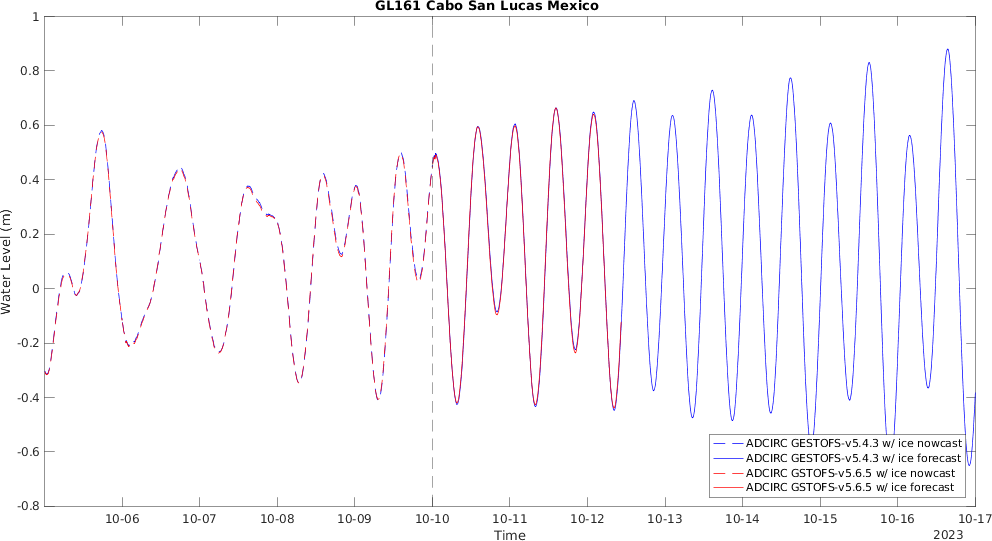 GL161 Cabo San Lucas Mexico
1
0.8
0.6
0.4
0.2
0
-0.2
-0.4
-0.6
-0.8
Water Level (m)
ADCIRC GESTOFS-v5.4.3 w/ ice nowcast
ADCIRC GESTOFS-v5.4.3 w/ ice forecast
ADCIRC GSTOFS-v5.6.5 w/ ice nowcast
ADCIRC GSTOFS-v5.6.5 w/ ice forecast
10-06 10-07 10-08 10-09 10-10 10-11 10-12 10-13 10-14 10-15 10-16 10-17
Time
2023